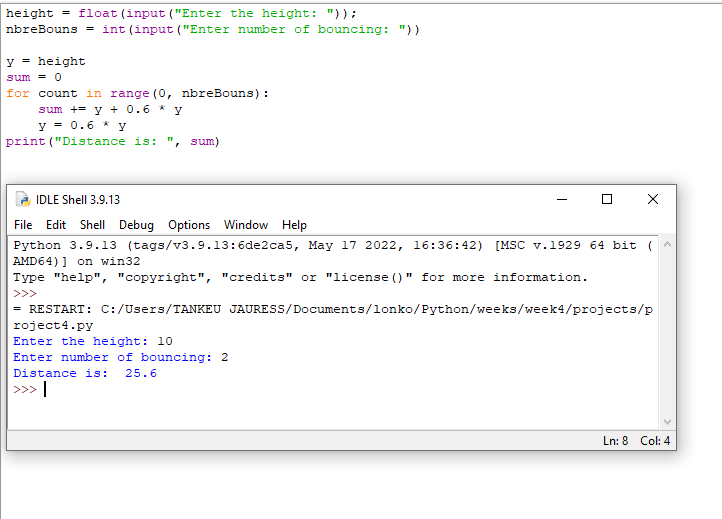 height = float(input("Enter the height: "));
nbreBouns = int(input("Enter number of bouncing: "))
y = height
sum = 0
for count in range(0, nbreBouns):
    sum += y + 0.6 * y
    y = 0.6 * y
print("Distance is: ", sum)
IDLE Shell 3.9.13
File Edit Shell Debug Options Window Help
Python 3.9.13 (tags/v3.9.13:6de2ca5, May 17 2022, 16:36:42) [MSC v.1929 64 bit (
AMD64)] on win32
Type "help", "copyright", "credits" or "license()" for more information.
>>>
= RESTART: C:/Users/TANKEU JAURESS/Documents/lonko/Python/weeks/week4/projects/p
roject4.py
Enter the height: 10
Enter number of bouncing: 2
Distance is:  25.6
>>>
Ln: 8 Col: 4